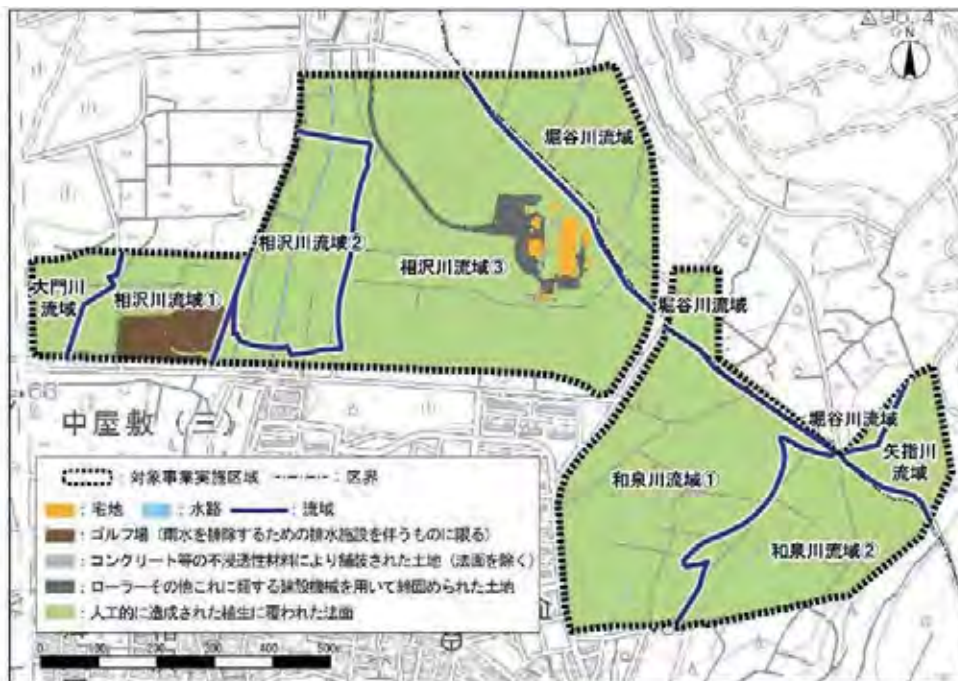 △95.4
N
堀谷川流域
相沢川流域2
相沢川流域③
大門川
流域
相沢川流域①
堀谷川流域
中屋敷（三）
堀谷川流域
矢指川
流域
和泉川流域①
和泉川流域②
：対象事業実施区域
：区界
：宅地
：水路
：流域
：ゴルフ場（雨水を排除するための排水施設を伴うものに限る）
：コンクリート等の不浸透性材料により舗装された土地（法面を除く）
：ローラーその他これに類する建設機械を用いて締固められた土地
：人工的に造成された植生に覆われた法面
0 100 200 300 400 500m